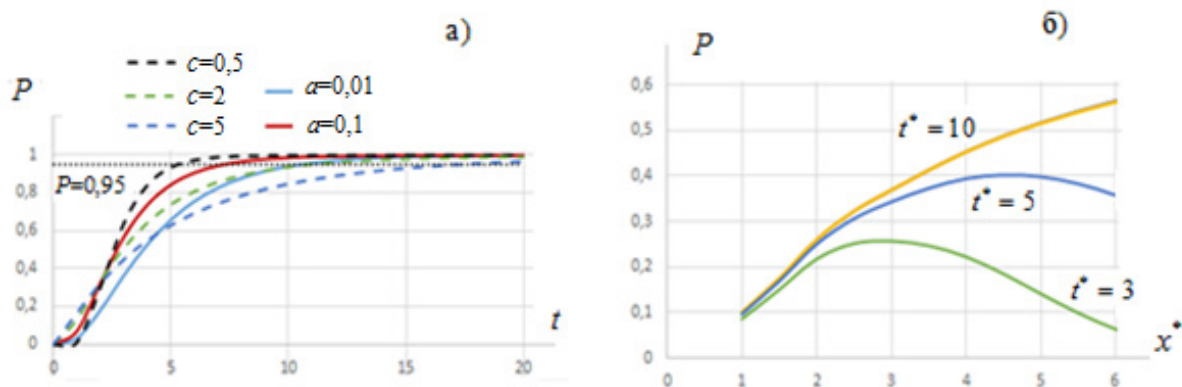 а)
c=0,5
c=2
c=5
a=0,01
a=0,1
P
1
0,8
0,6
0,4
0,2
0
P=0,95
t
0 5 10 15 20
б)
P
0,6
0,5
0,4
0,3
0,2
0,1
0
t* = 10
t* = 5
t* = 3
x*
0 1 2 3 4 5 6